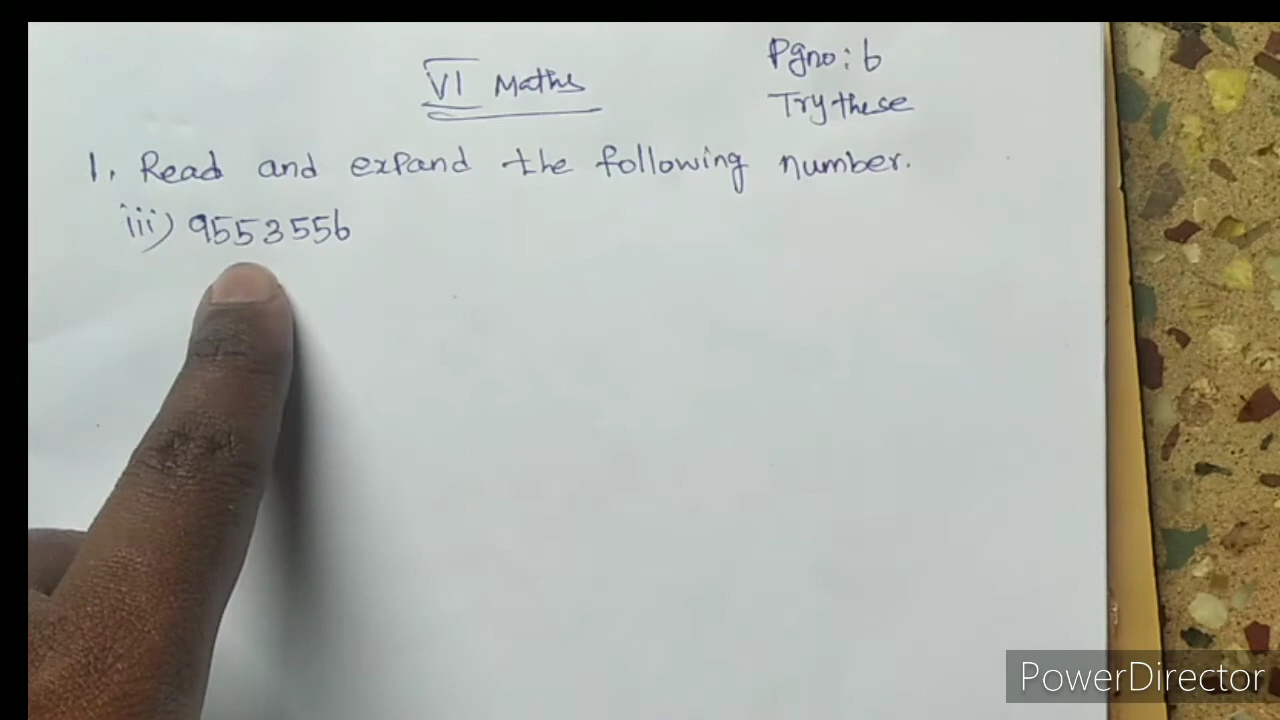 VI Maths
Pgno: 6
Try these
1. Read and expand the following number.
iii) 9553556
PowerDirector